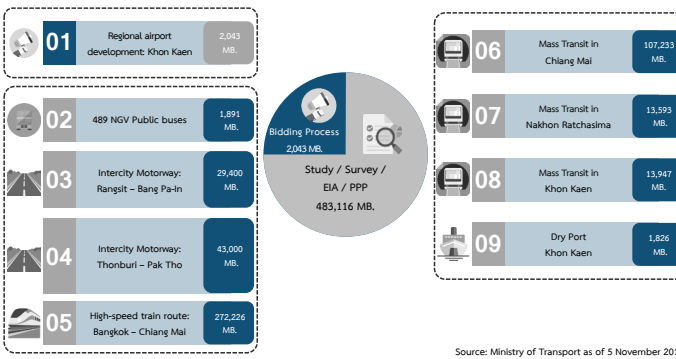 01
Regional airport
development: Khon Kaen
2,043
MB.
02
489 NGV Public buses
1,891
MB.
03
Intercity Motorway:
Rangsit – Bang Pa-In
29,400
MB.
04
Intercity Motorway:
Thonburi – Pak Tho
43,000
MB.
05
High-speed train route:
Bangkok – Chiang Mai
272,226
MB.
Bidding Process
2,043 MB.
Study / Survey /
EIA / PPP
483,116 MB.
06
Mass Transit in
Chiang Mai
107,233
MB.
07
Mass Transit in
Nakhon Ratchasima
13,593
MB.
08
Mass Transit in
Khon Kaen
13,947
MB.
09
Dry Port
Khon Kaen
1,826
MB.
Source: Ministry of Transport as of 5 November